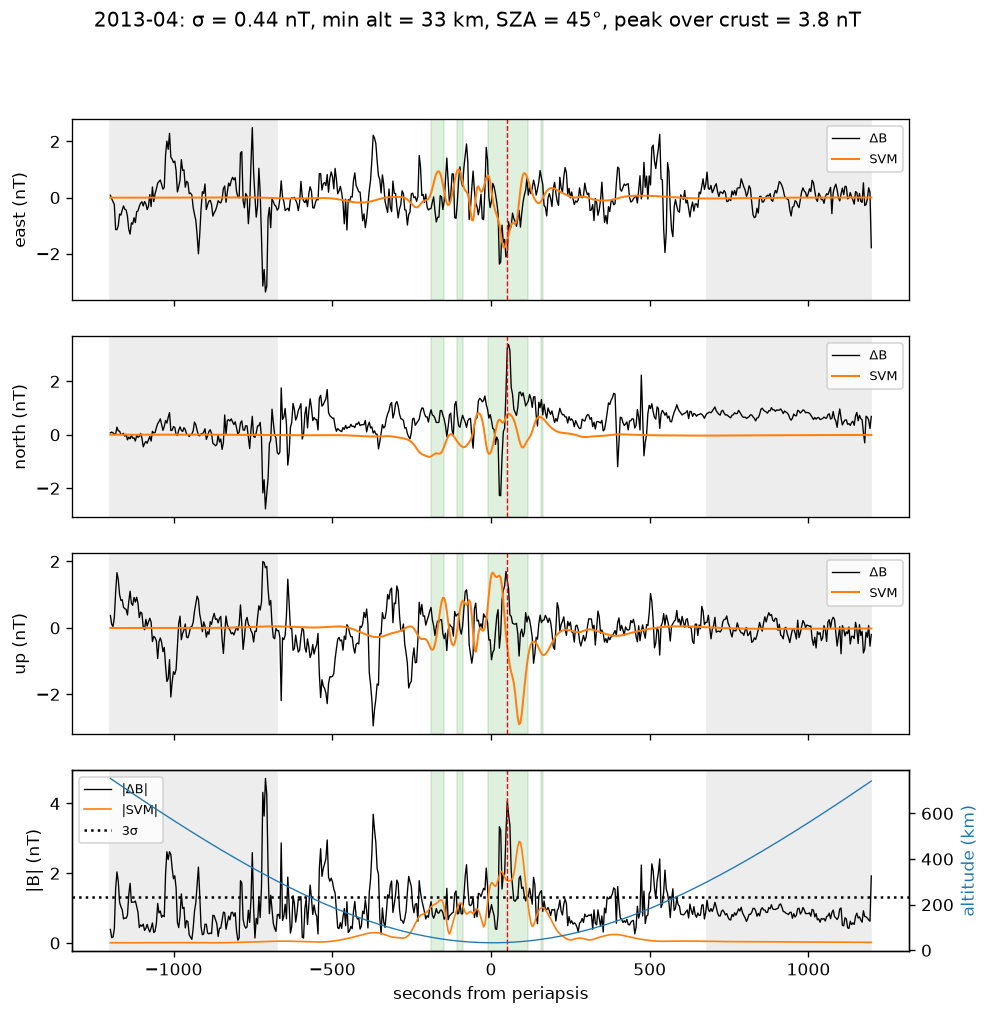 2013-04: σ = 0.44 nT, min alt = 33 km, SZA = 45°, peak over crust = 3.8 nT
east (nT)
2
0
−2
ΔB
SVM
north (nT)
2
0
−2
ΔB
SVM
up (nT)
2
0
−2
ΔB
SVM
|B| (nT)
4
2
0
|ΔB|
|SVM|
3σ
600
400
200
0
altitude (km)
−1000
−500
0
500
1000
seconds from periapsis